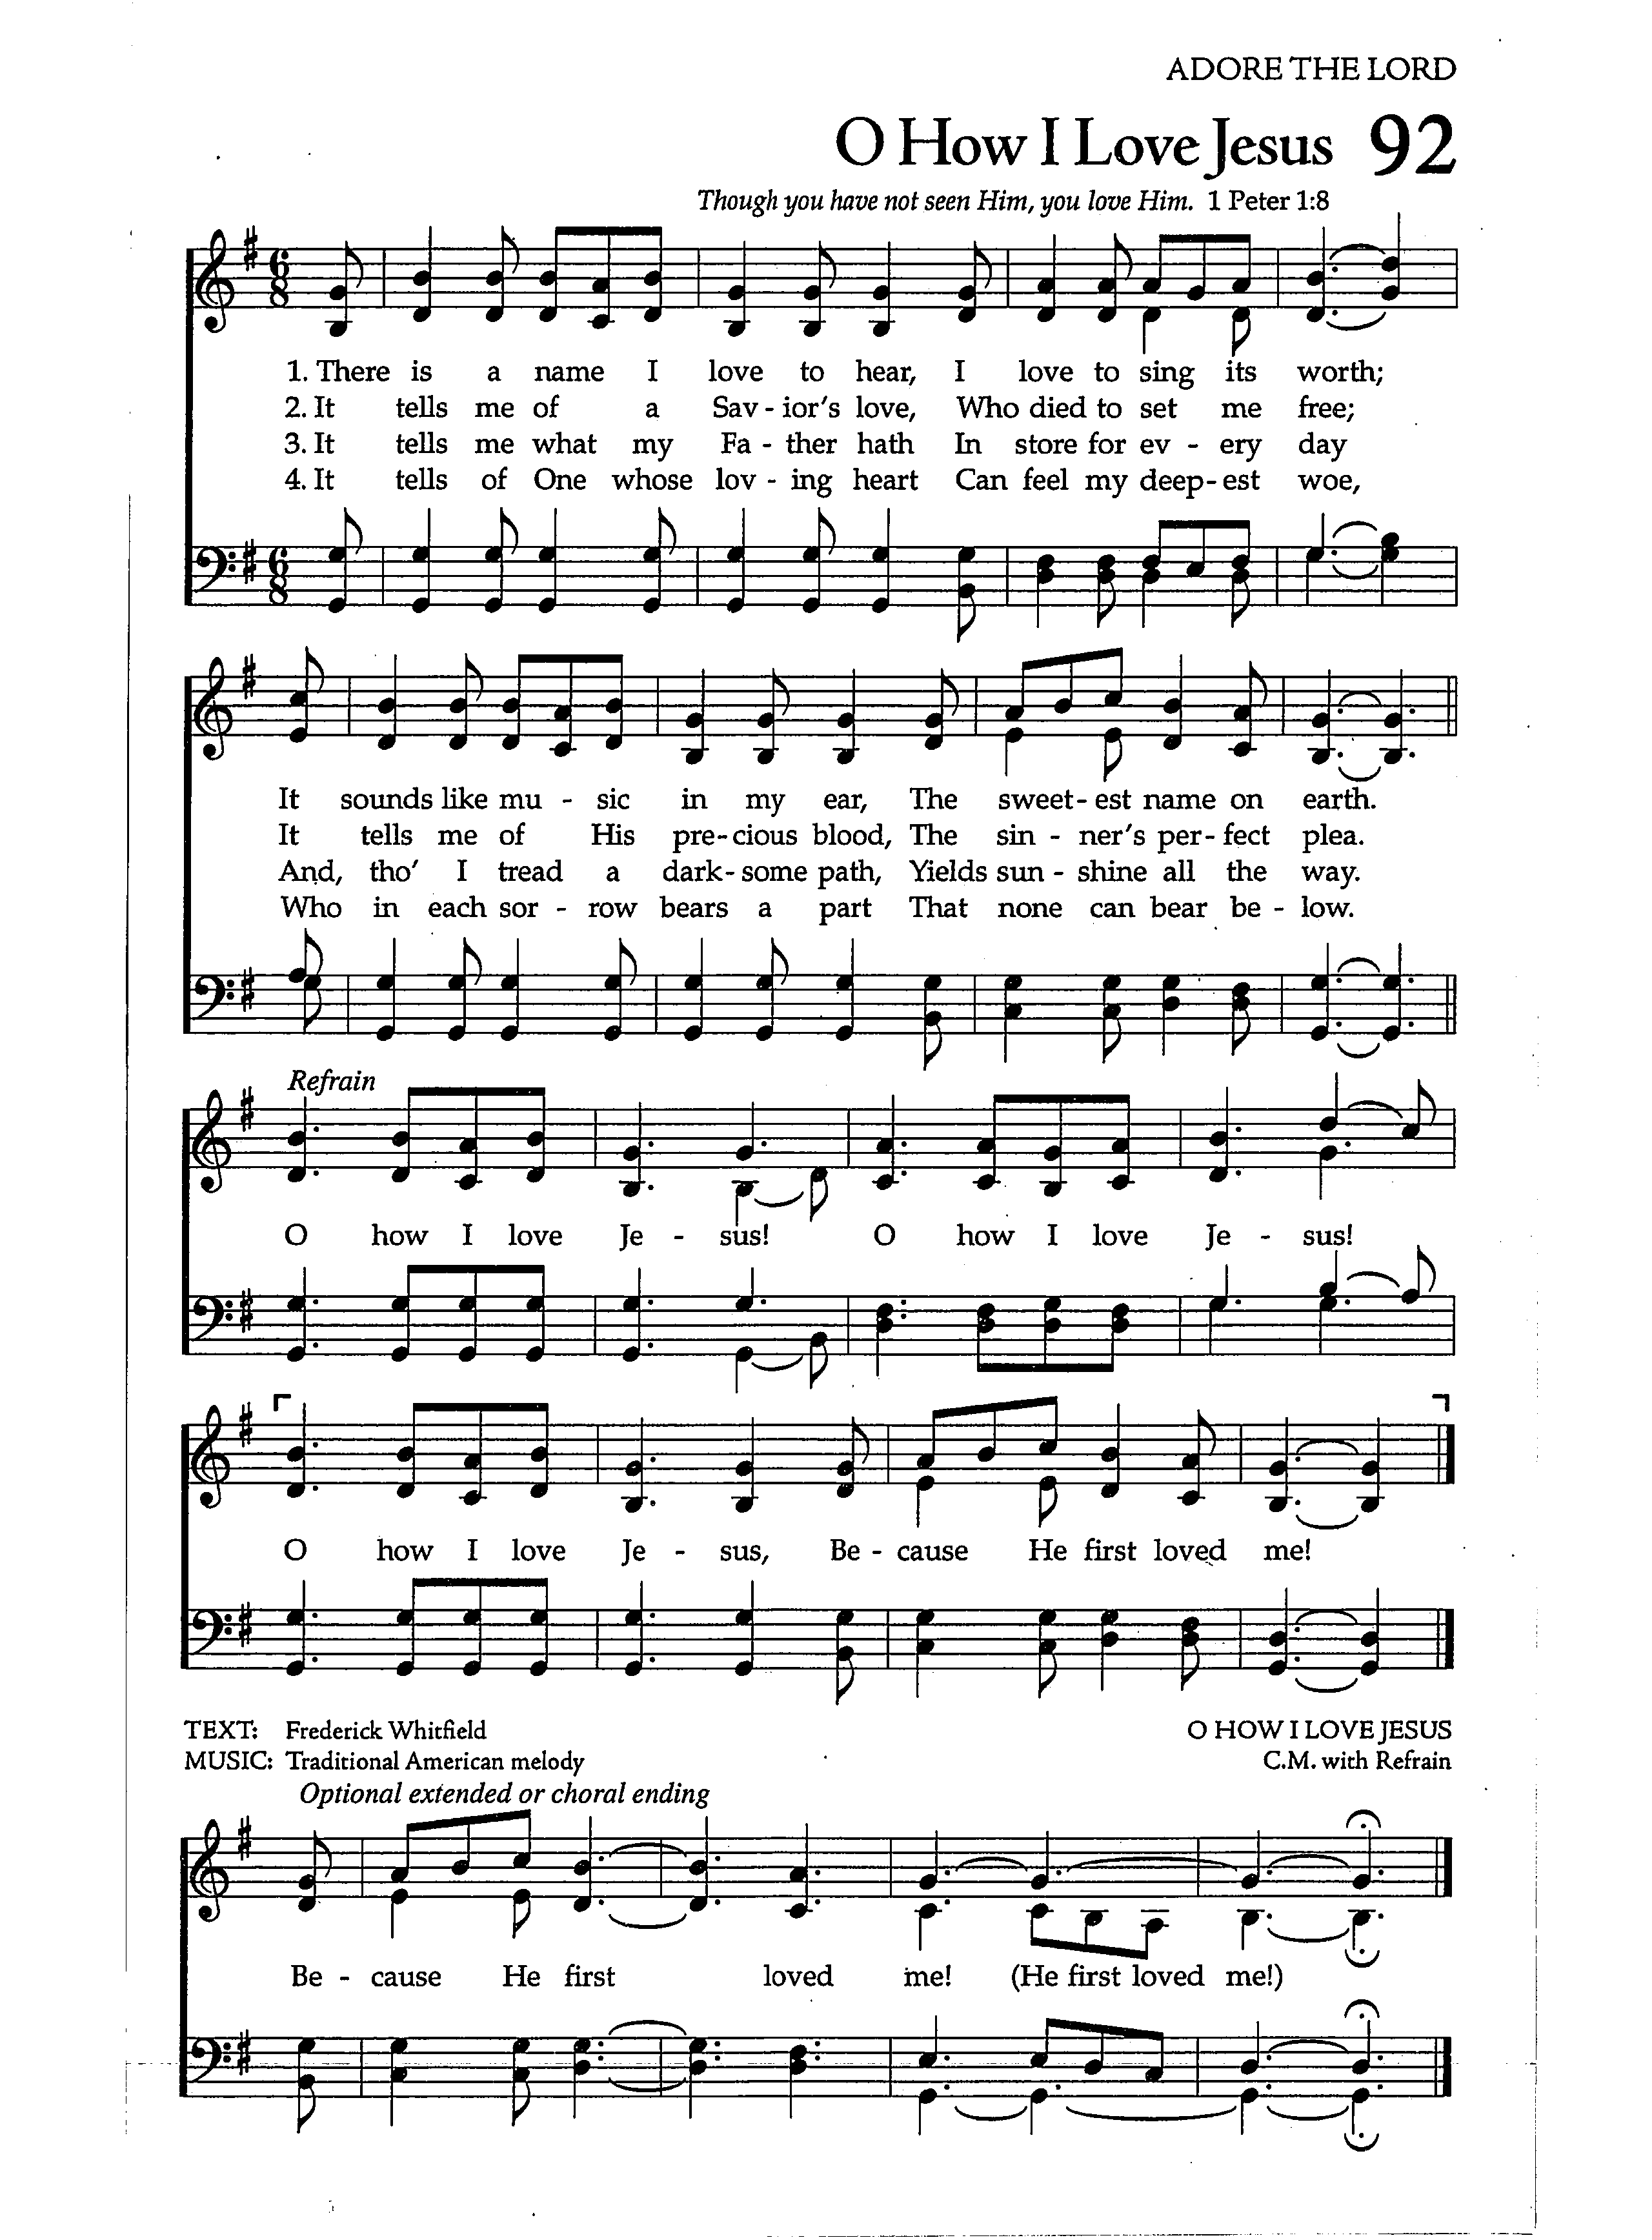 ADORE THE LORD
O How I Love Jesus 92
Though you have not seen Him, you love Him. 1 Peter 1:8
1. There is a name I love to hear, I love to sing its worth;
2. It tells me of a Sav - ior's love, Who died to set me free;
3. It tells me what my Fa - ther hath In store for ev - ery day
4. It tells of One whose lov - ing heart Can feel my deep - est woe,
It sounds like mu - sic in my ear, The sweet - est name on earth.
It tells me of His pre - cious blood, The sin - ner's per - fect plea.
And, tho' I tread a dark - some path, Yields sun - shine all the way.
Who in each sor - row bears a part That none can bear be - low.
Refrain
O how I love Je - sus! O how I love Je - sus!
O how I love Je - sus, Be - cause He first loved me!
TEXT: Frederick Whitfield O HOW I LOVE JESUS
MUSIC: Traditional American melody C.M. with Refrain
Optional extended or choral ending
Be - cause He first loved me! (He first loved me!)